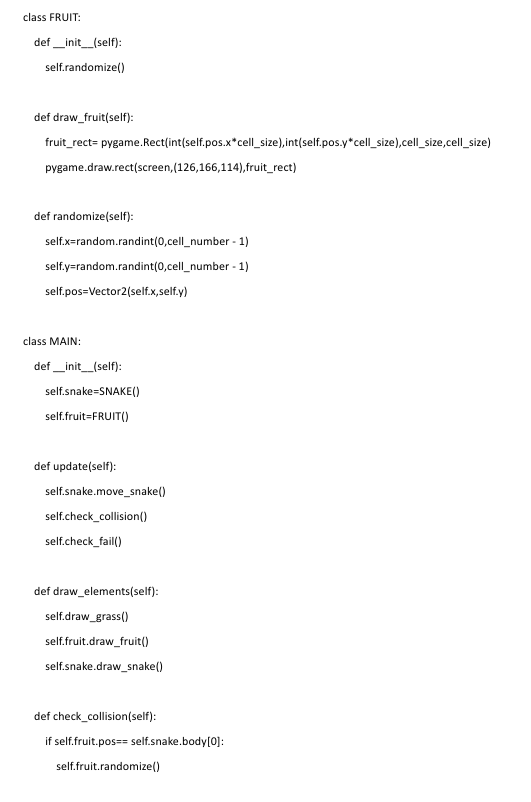 class FRUIT:
def __init__(self):
self.randomize()
def draw_fruit(self):
fruit_rect= pygame.Rect(int(self.pos.x*cell_size),int(self.pos.y*cell_size),cell_size,cell_size)
pygame.draw.rect(screen,(126,166,114),fruit_rect)
def randomize(self):
self.x=random.randint(0,cell_number - 1)
self.y=random.randint(0,cell_number - 1)
self.pos=Vector2(self.x,self.y)
class MAIN:
def __init__(self):
self.snake=SNAKE()
self.fruit=FRUIT()
def update(self):
self.snake.move_snake()
self.check_collision()
self.check_fail()
def draw_elements(self):
self.draw_grass()
self.fruit.draw_fruit()
self.snake.draw_snake()
def check_collision(self):
if self.fruit.pos== self.snake.body[0]:
self.fruit.randomize()